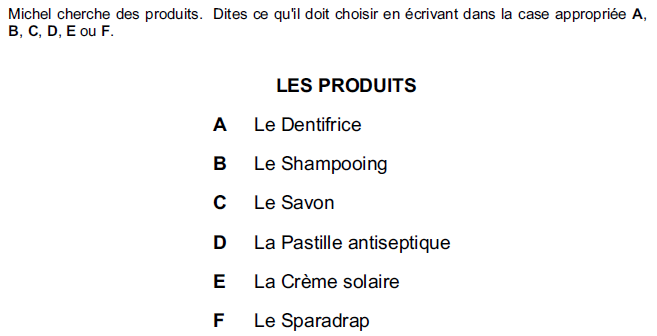 Michel cherche des produits. Dites ce qu'il doit choisir en écrivant dans la case appropriée A,
B, C, D, E ou F.
LES PRODUITS
A Le Dentifrice
B Le Shampooing
C Le Savon
D La Pastille antiseptique
E La Crème solaire
F Le Sparadrap